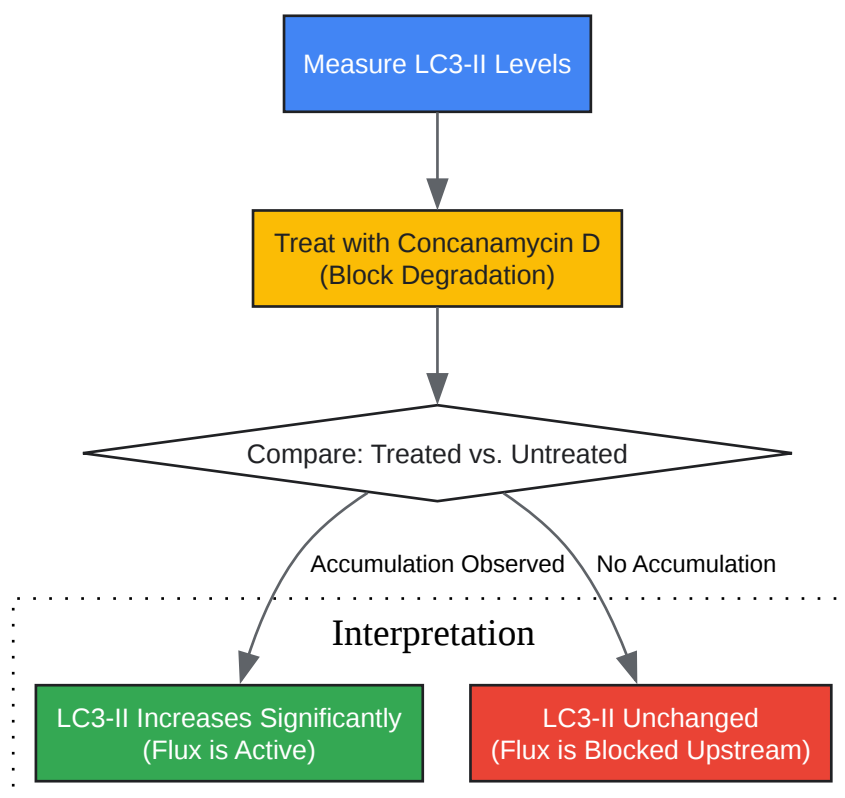 Measure LC3-II Levels
Treat with Concanamycin D
(Block Degradation)
Compare: Treated vs. Untreated
Accumulation Observed
No Accumulation
Interpretation
LC3-II Increases Significantly
(Flux is Active)
LC3-II Unchanged
(Flux is Blocked Upstream)